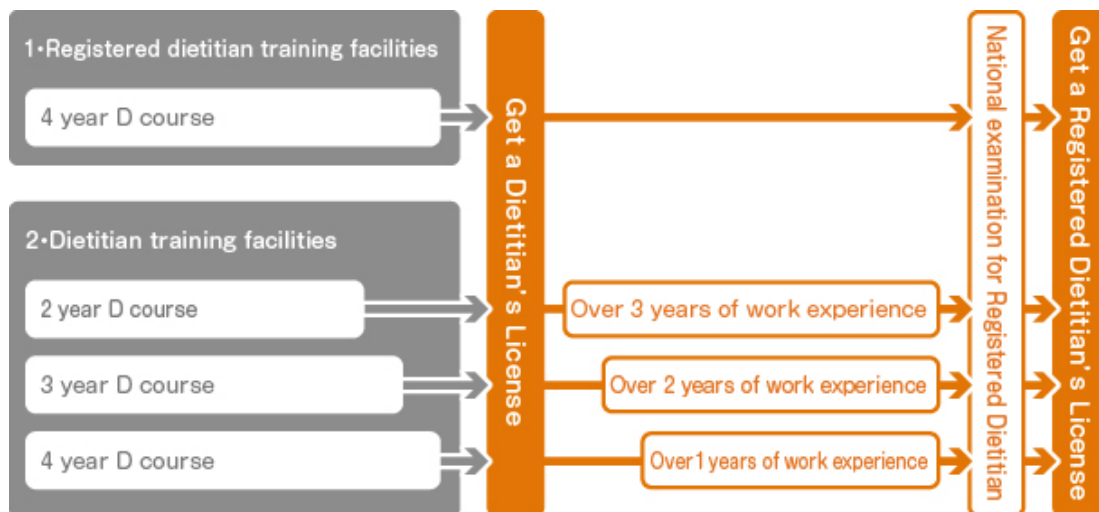 1・Registered dietitian training facilities
4 year D course
2・Dietitian training facilities
2 year D course
3 year D course
4 year D course
Get a Dietitian's License
Over 3 years of work experience
Over 2 years of work experience
Over 1 years of work experience
National examination for Registered Dietitian
Get a Registered Dietitian's License